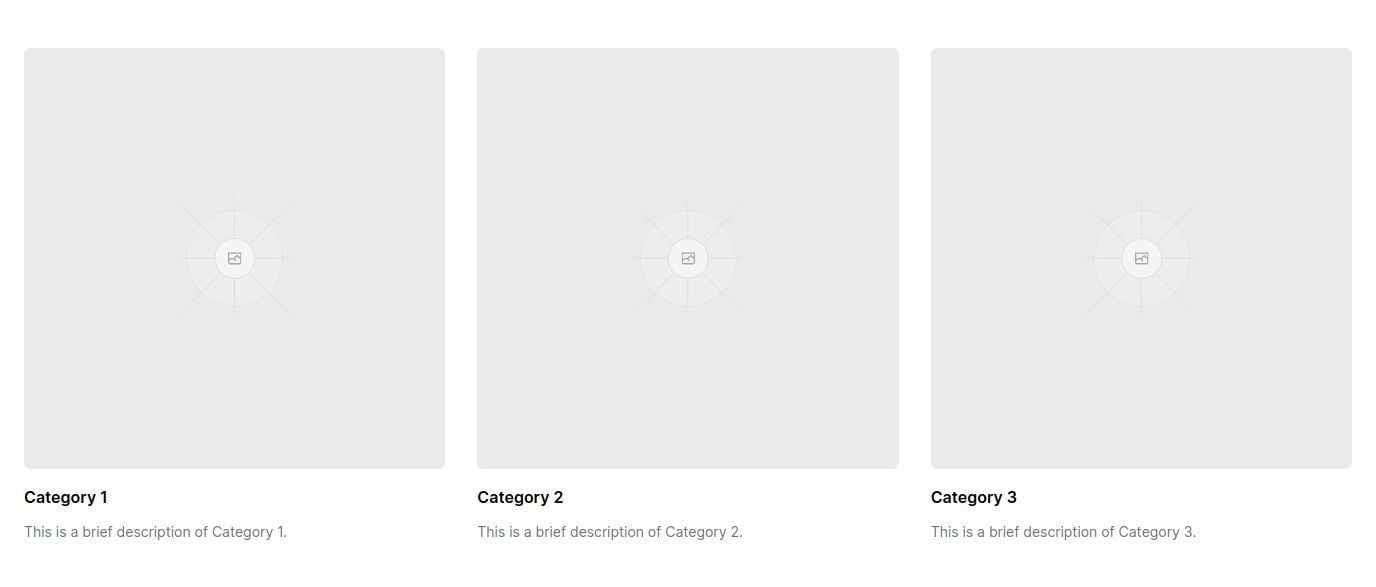 Category 1
This is a brief description of Category 1.
Category 2
This is a brief description of Category 2.
Category 3
This is a brief description of Category 3.